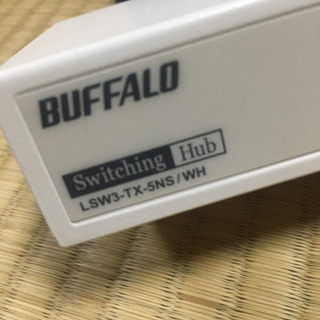 BUFFALO
Switching Hub
LSW3-TX-5NS/WH